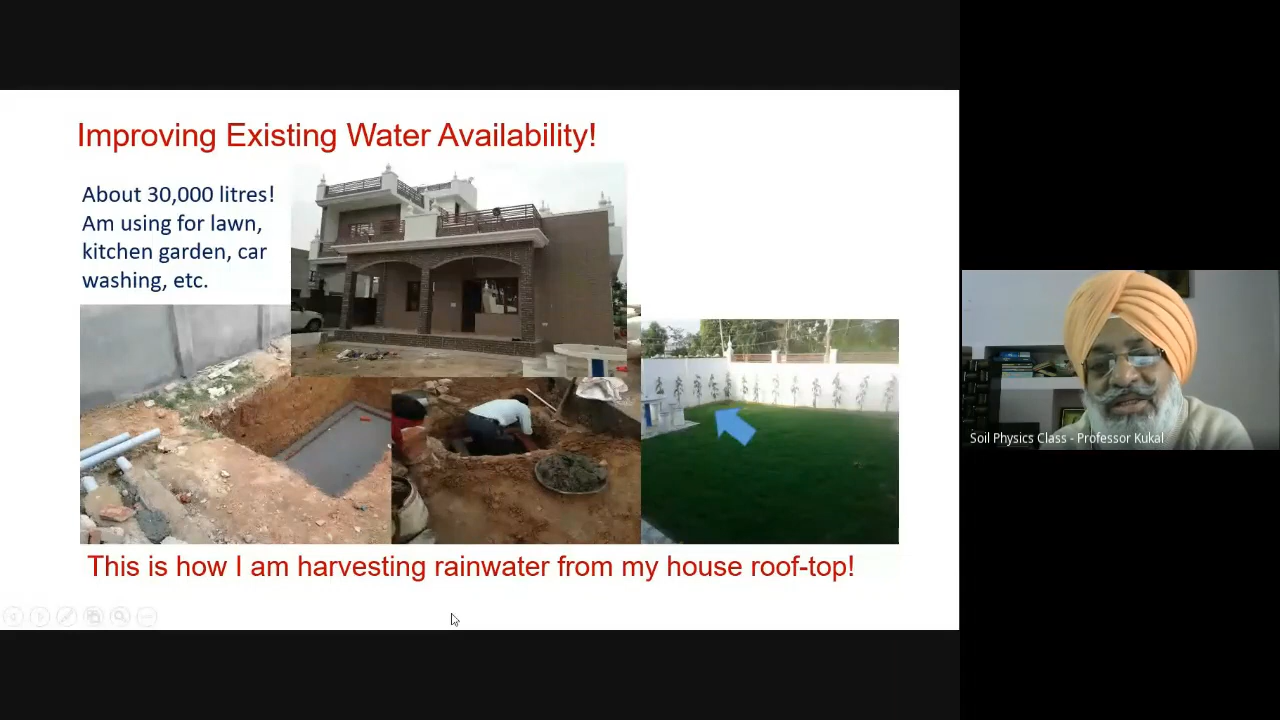 Improving Existing Water Availability!
About 30,000 litres!
Am using for lawn,
kitchen garden, car
washing, etc.
This is how I am harvesting rainwater from my house roof-top!
Soil Physics Class - Professor Kukal